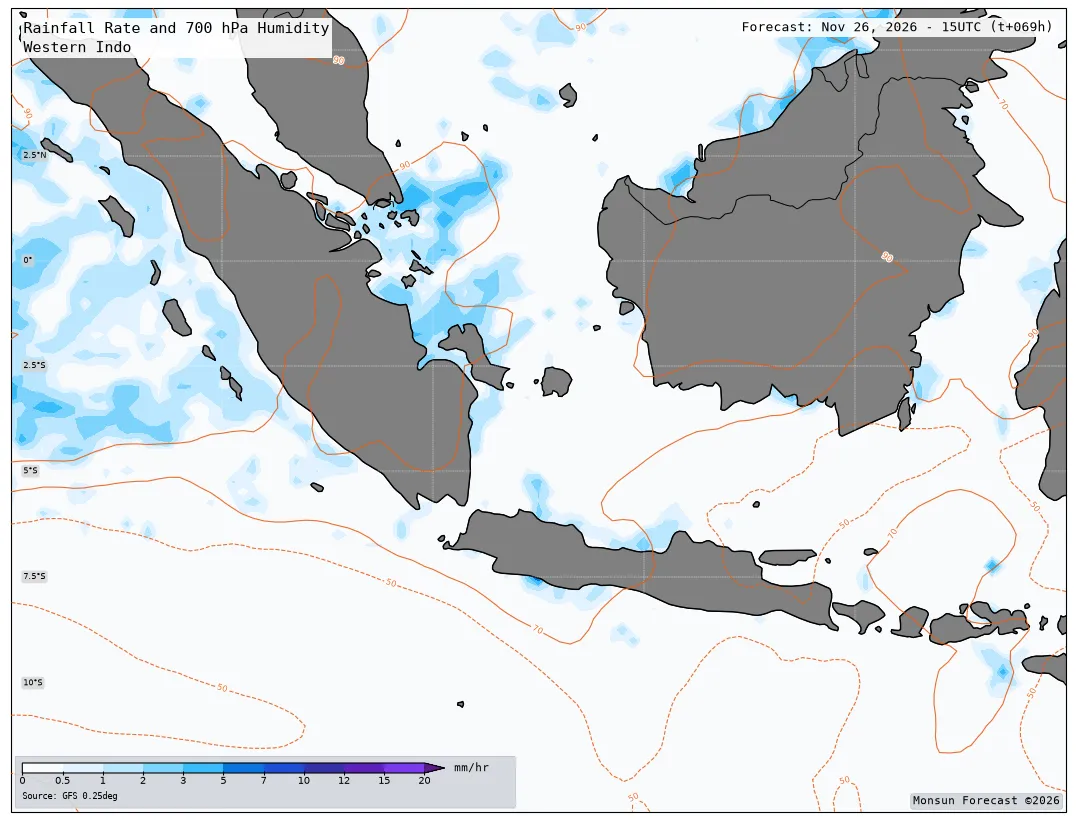 Rainfall Rate and 700 hPa Humidity
Western Indo
Forecast: Nov 26, 2026 - 15UTC (t+069h)
90
90
90
70
2.5°N
90
0°
90
90
2.5°S
5°S
50
50
70
7.5°S
50
70
10°S
50
50
50
50
0 0.5 1 2 3 5 7 10 12 15 20 mm/hr
Source: GFS 0.25deg
Monsun Forecast ©2026